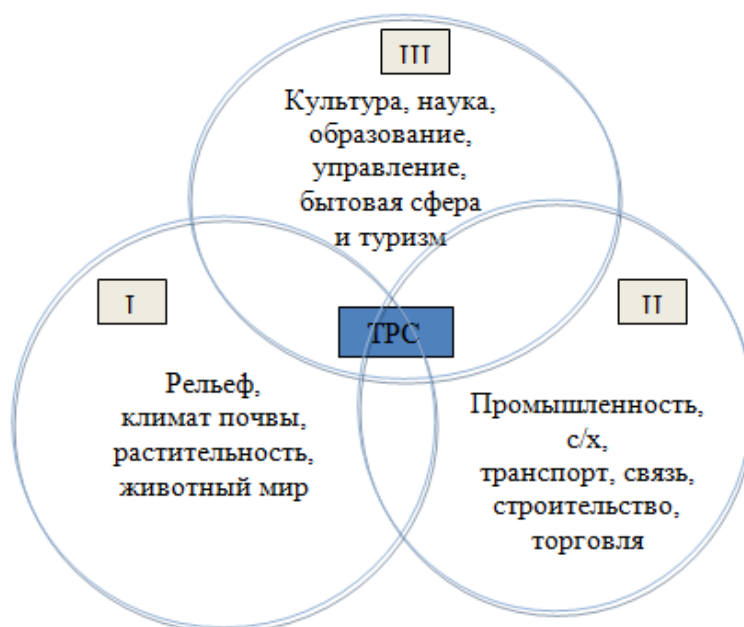 III
Культура, наука,
образование,
управление,
бытовая сфера
и туризм
I
II
ТРС
Рельеф,
климат почвы,
растительность,
животный мир
Промышленность,
с/х,
транспорт, связь,
строительство,
торговля